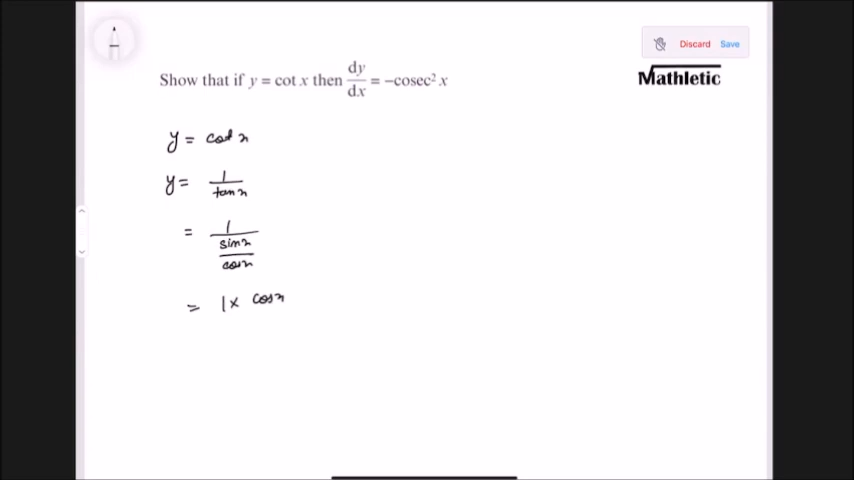 Discard Save
Show that if y = cot x then dy/dx = −cosec² x
√Mathletic
y = cot x
y = 1/tan x
= 1/(sin x/cos x)
= 1 × cos x